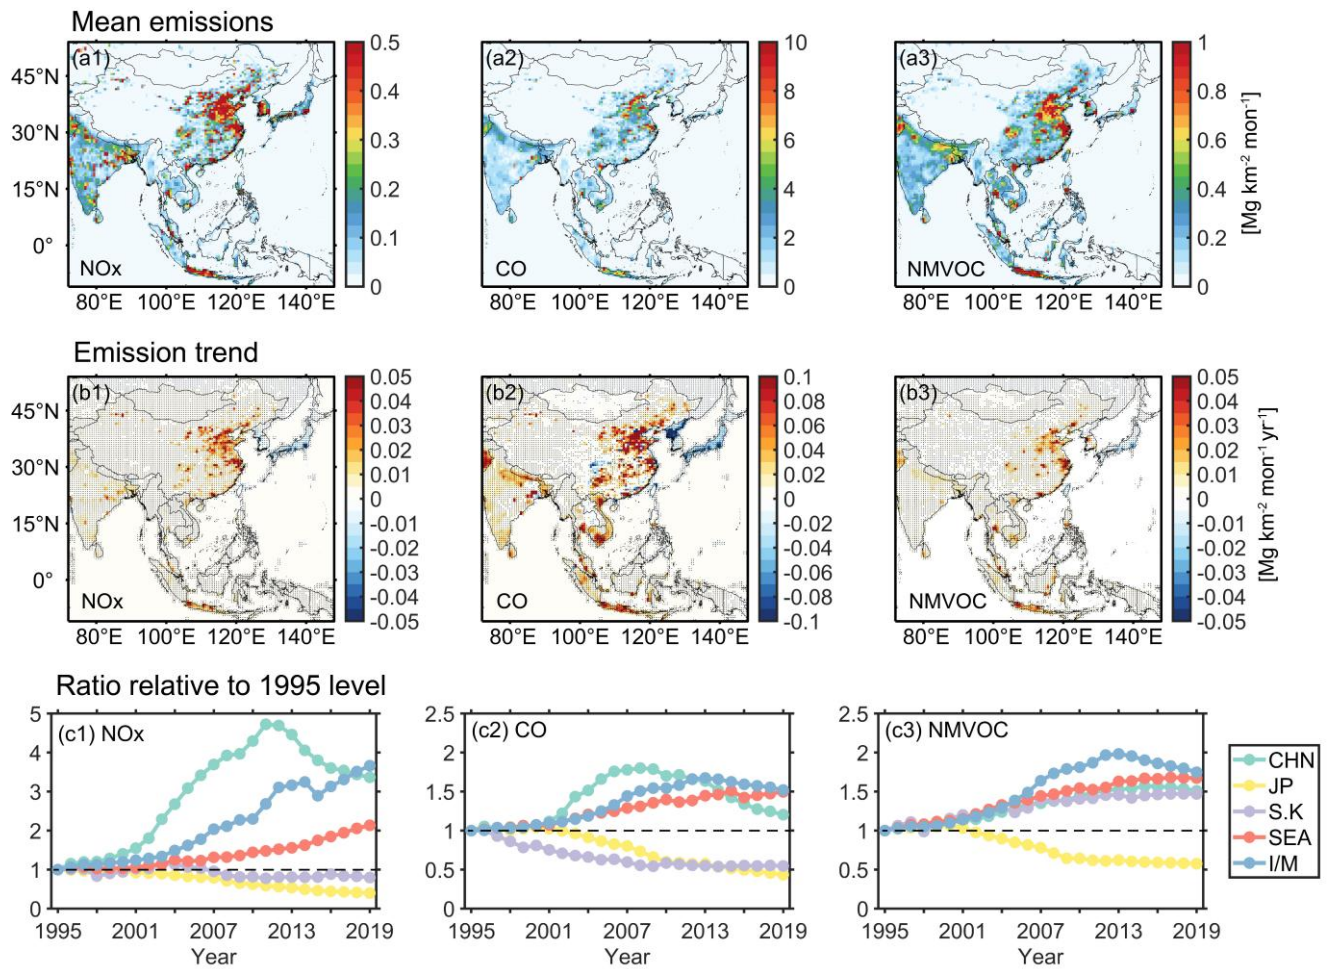 Mean emissions
(a1)
NOx
45°N
30°N
15°N
0°
80°E 100°E 120°E 140°E
0.5
0.4
0.3
0.2
0.1
0
(a2)
CO
80°E 100°E 120°E 140°E
10
8
6
4
2
0
(a3)
NMVOC
80°E 100°E 120°E 140°E
1
0.8
0.6
0.4
0.2
0
[Mg km⁻² mon⁻¹]
Emission trend
(b1)
NOx
45°N
30°N
15°N
0°
80°E 100°E 120°E 140°E
0.05
0.04
0.03
0.02
0.01
0
-0.01
-0.02
-0.03
-0.04
-0.05
(b2)
CO
80°E 100°E 120°E 140°E
0.1
0.08
0.06
0.04
0.02
0
-0.02
-0.04
-0.06
-0.08
-0.1
(b3)
NMVOC
80°E 100°E 120°E 140°E
0.05
0.04
0.03
0.02
0.01
0
-0.01
-0.02
-0.03
-0.04
-0.05
[Mg km⁻² mon⁻¹ yr⁻¹]
Ratio relative to 1995 level
(c1) NOx
5
4
3
2
1
0
1995 2001 2007 2013 2019
Year
(c2) CO
2.5
2
1.5
1
0.5
0
1995 2001 2007 2013 2019
Year
(c3) NMVOC
2.5
2
1.5
1
0.5
0
1995 2001 2007 2013 2019
Year
CHN
JP
S.K
SEA
I/M